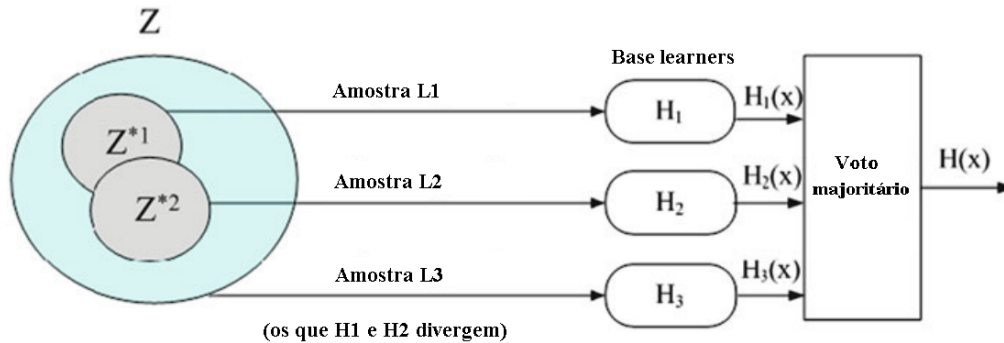 Z
Base learners
Amostra L1
H₁
H₁(x)
Z*1
Amostra L2
H₂
H₂(x)
Voto
majoritário
H(x)
Z*2
Amostra L3
H₃
H₃(x)
(os que H1 e H2 divergem)